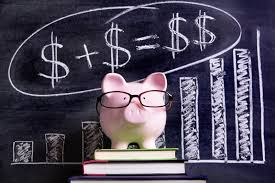 $ + $ = $$